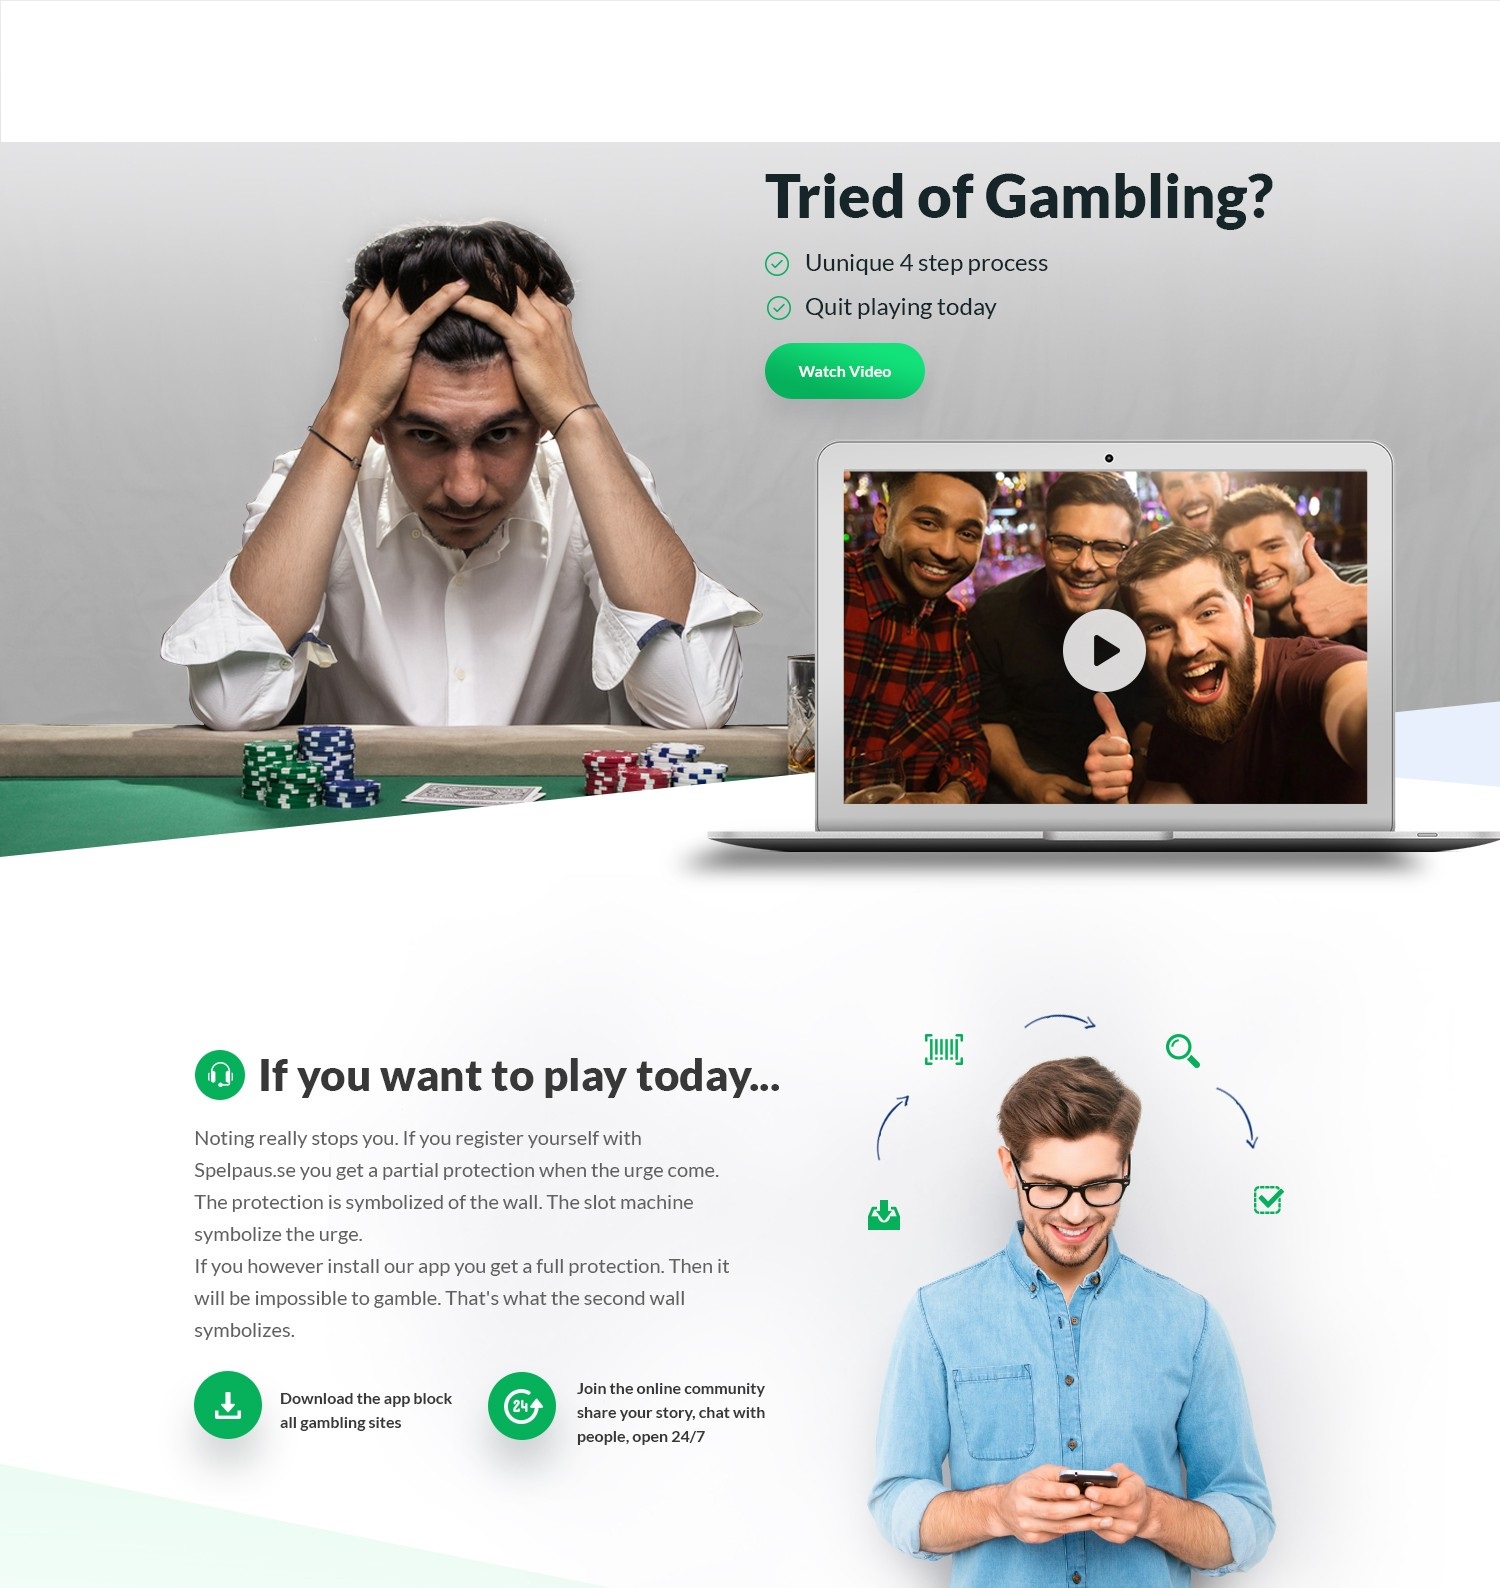 Tried of Gambling?
Uunique 4 step process
Quit playing today
Watch Video
If you want to play today...
Noting really stops you. If you register yourself with
Spelpaus.se you get a partial protection when the urge come.
The protection is symbolized of the wall. The slot machine
symbolize the urge.
If you however install our app you get a full protection. Then it
will be impossible to gamble. That's what the second wall
symbolizes.
Download the app block
all gambling sites
24
Join the online community
share your story, chat with
people, open 24/7